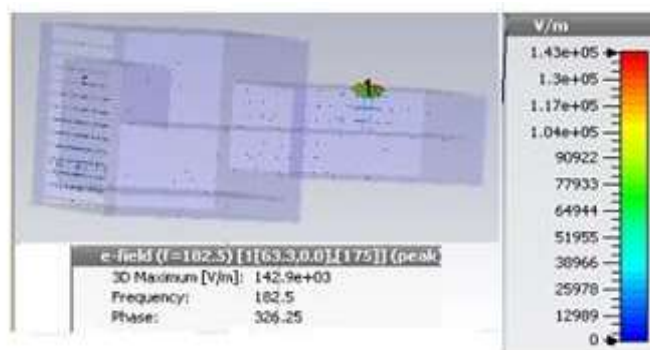 V/m
1.43e+05
1.3e+05
1.17e+05
1.04e+05
90922
77933
64944
51955
38966
25978
12989
0
1
e-field (f=182.5) [1[63.3,0.0],[175]] (peak)
3D Maximum [V/m]: 142.9e+03
Frequency: 182.5
Phase: 326.25